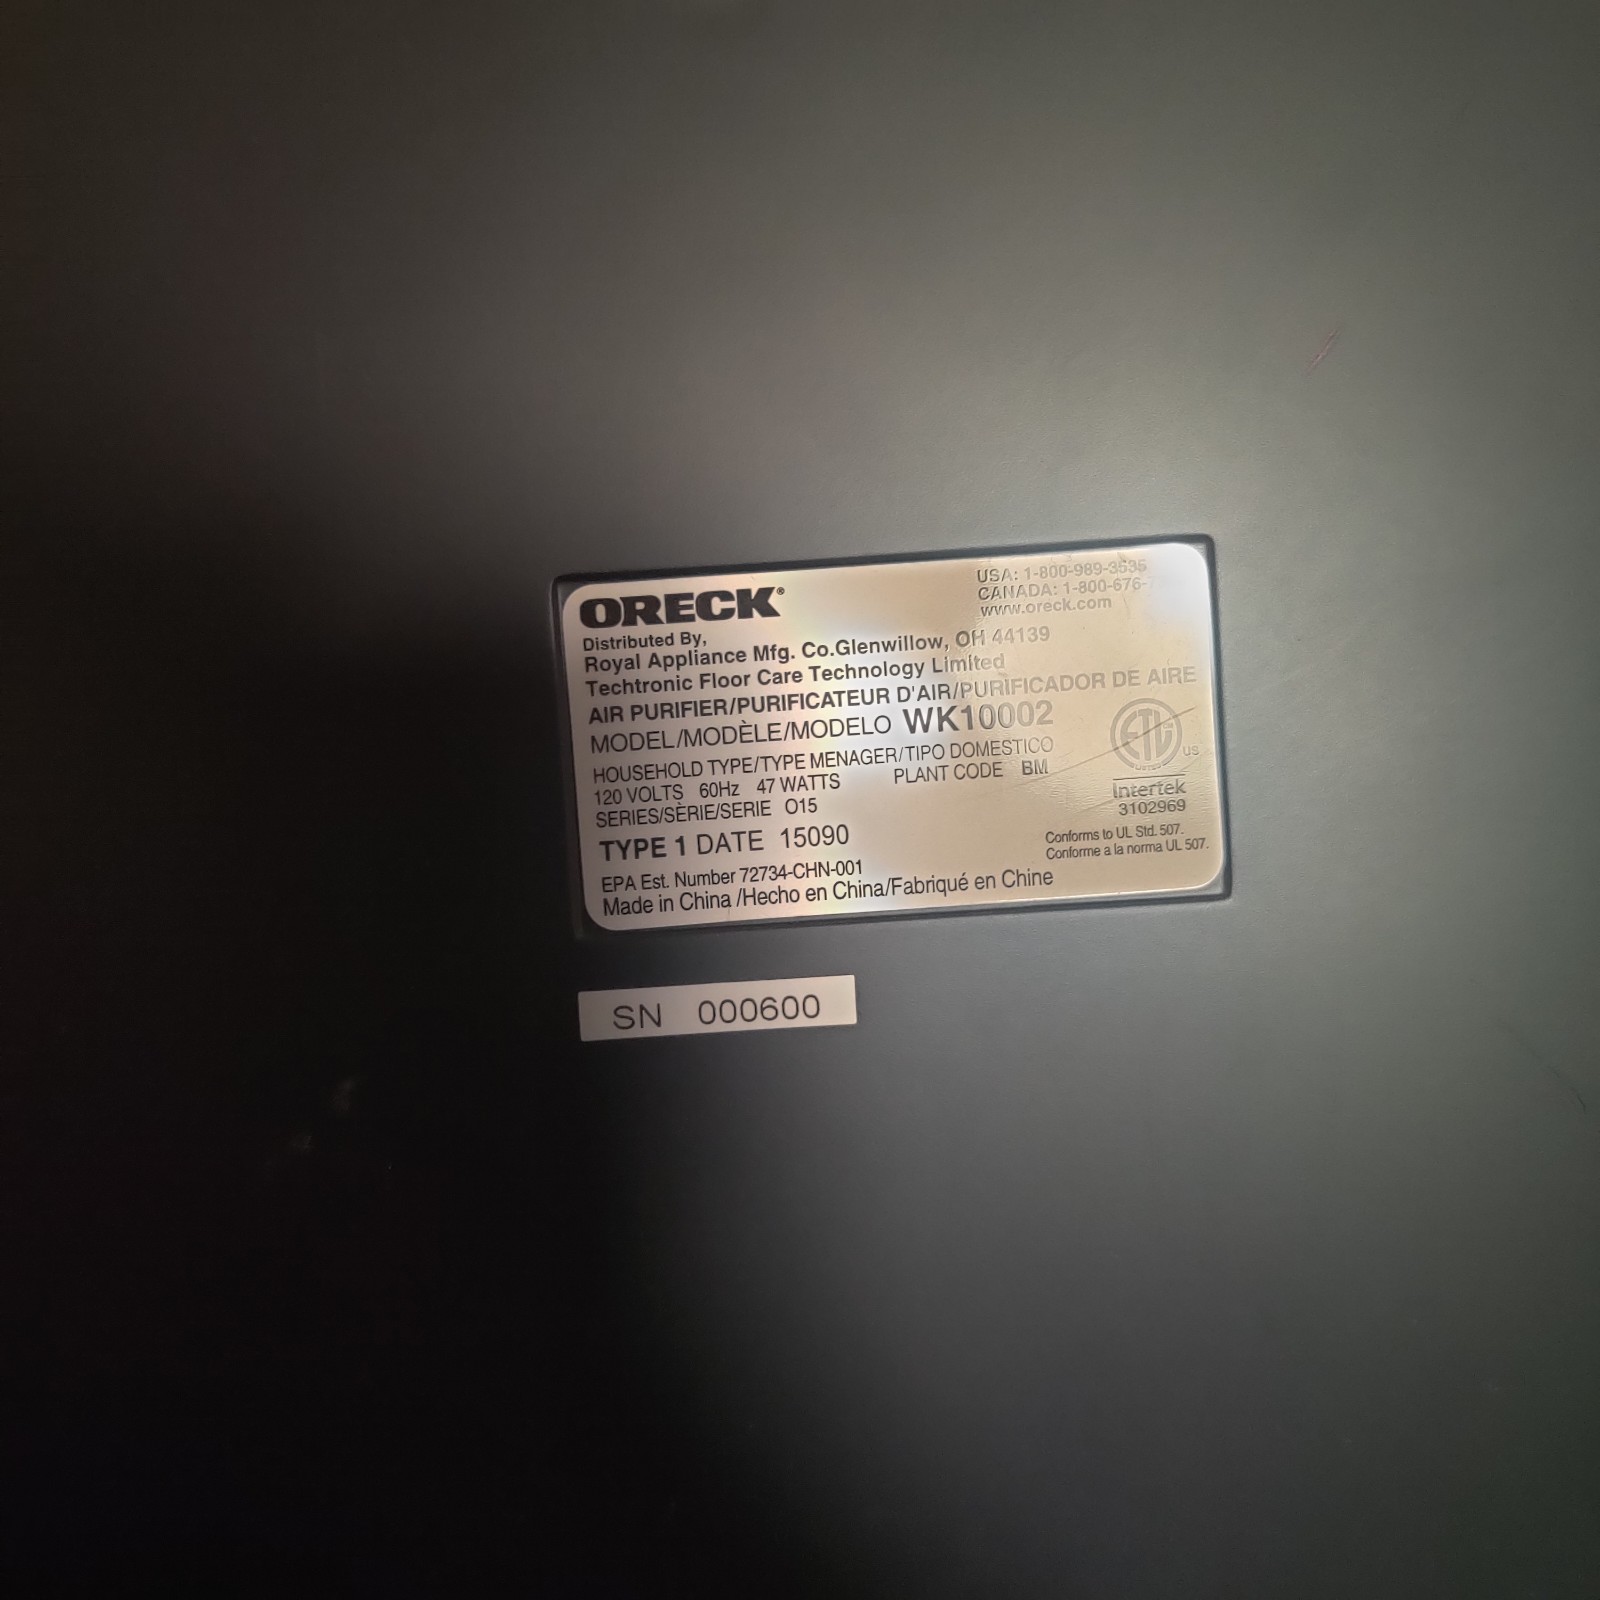 ORECK®
USA: 1-800-989-3535
CANADA: 1-800-676-
www.oreck.com
Distributed By,
Royal Appliance Mfg. Co.Glenwillow, OH 44139
Techtronic Floor Care Technology Limited
AIR PURIFIER/PURIFICATEUR D'AIR/PURIFICADOR DE AIRE
MODEL/MODÈLE/MODELO WK10002
HOUSEHOLD TYPE/TYPE MENAGER/TIPO DOMESTICO
120 VOLTS 60Hz 47 WATTS PLANT CODE BM
SERIES/SÈRIE/SERIE O15
TYPE 1 DATE 15090
ETL
LISTED
US
Intertek
3102969
Conforms to UL Std. 507.
Conforme a la norma UL 507.
EPA Est. Number 72734-CHN-001
Made in China /Hecho en China/Fabriqué en Chine
SN 000600